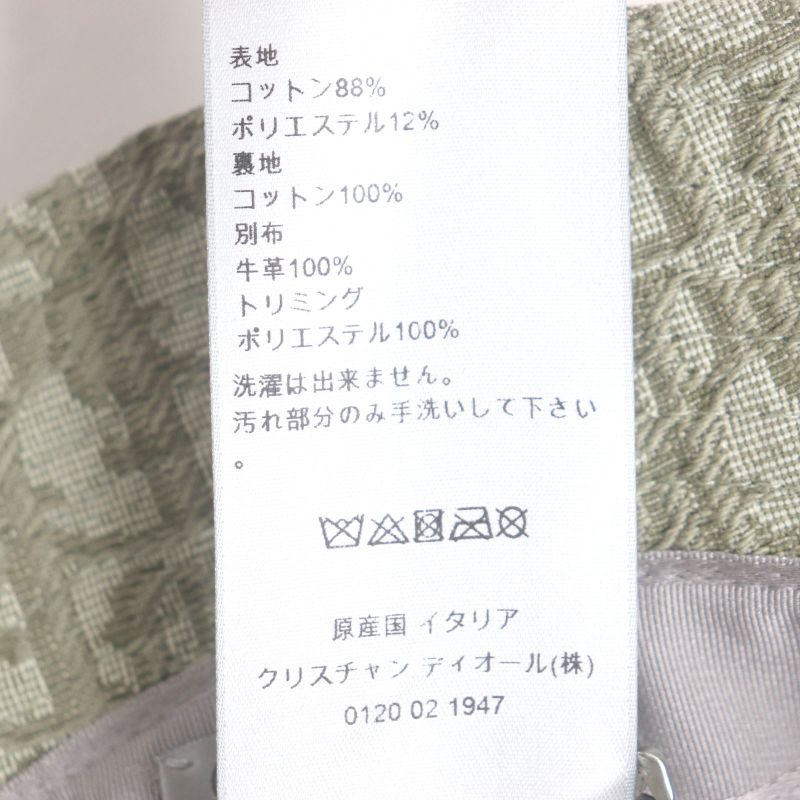 表地
コットン88%
ポリエステル12%
裏地
コットン100%
別布
牛革100%
トリミング
ポリエステル100%
洗濯は出来ません。
汚れ部分のみ手洗いして下さい
。
原産国 イタリア
クリスチャン ディオール(株)
0120 02 1947